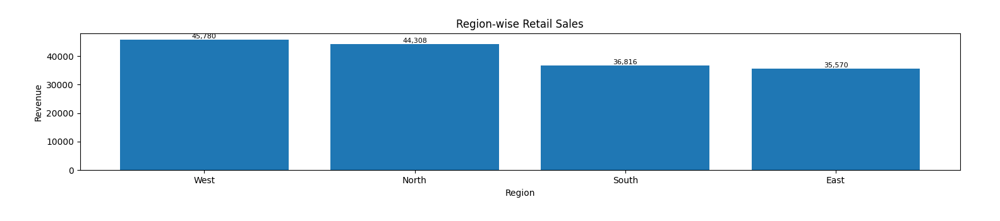 Region-wise Retail Sales
45,780
44,308
36,816
35,570
40000
30000
20000
10000
0
Revenue
West North South East
Region